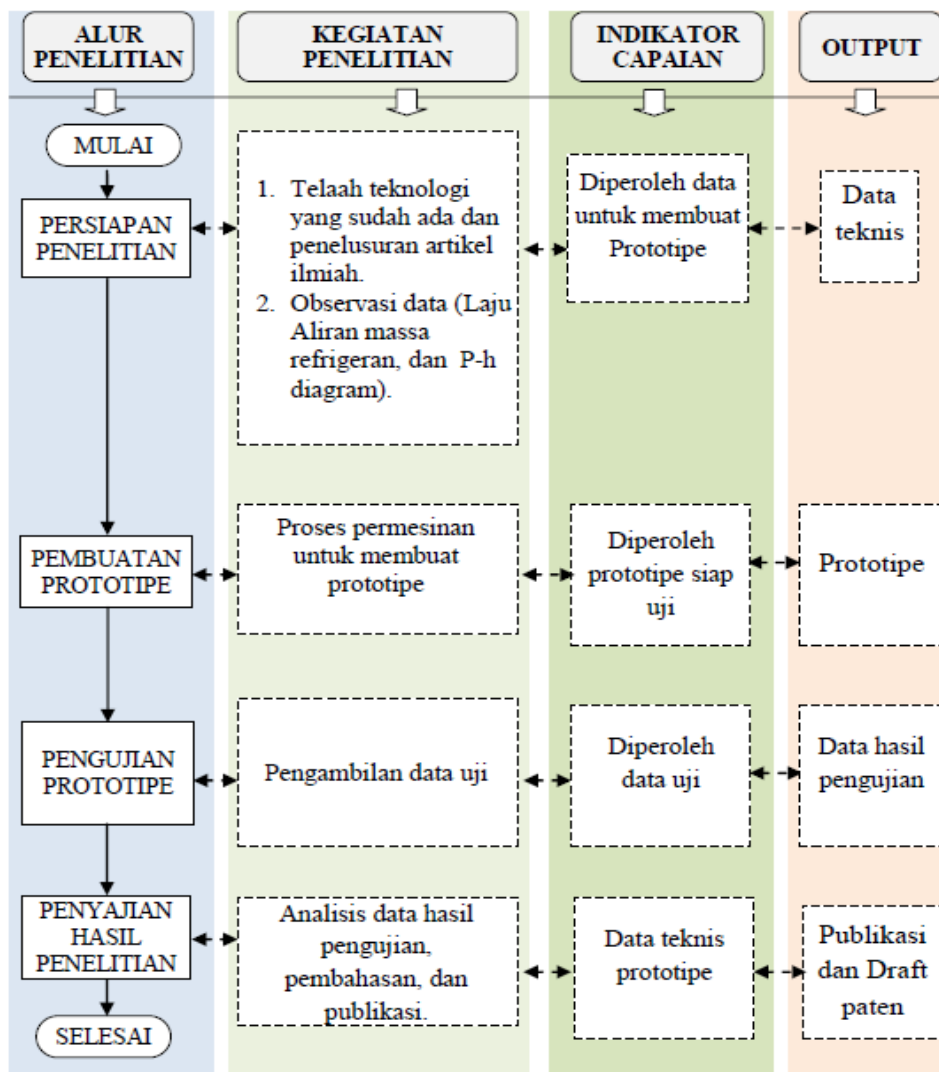 ALUR
PENELITIAN
KEGIATAN
PENELITIAN
INDIKATOR
CAPAIAN
OUTPUT
MULAI
PERSIAPAN
PENELITIAN
1. Telaah teknologi
yang sudah ada dan
penelusuran artikel
ilmiah.
2. Observasi data (Laju
Aliran massa
refrigeran, dan P-h
diagram).
Diperoleh data
untuk membuat
Prototipe
Data
teknis
PEMBUATAN
PROTOTIPE
Proses permesinan
untuk membuat
prototipe
Diperoleh
prototipe siap
uji
Prototipe
PENGUJIAN
PROTOTIPE
Pengambilan data uji
Diperoleh
data uji
Data hasil
pengujian
PENYAJIAN
HASIL
PENELITIAN
Analisis data hasil
pengujian,
pembahasan, dan
publikasi.
Data teknis
prototipe
Publikasi
dan Draft
paten
SELESAI